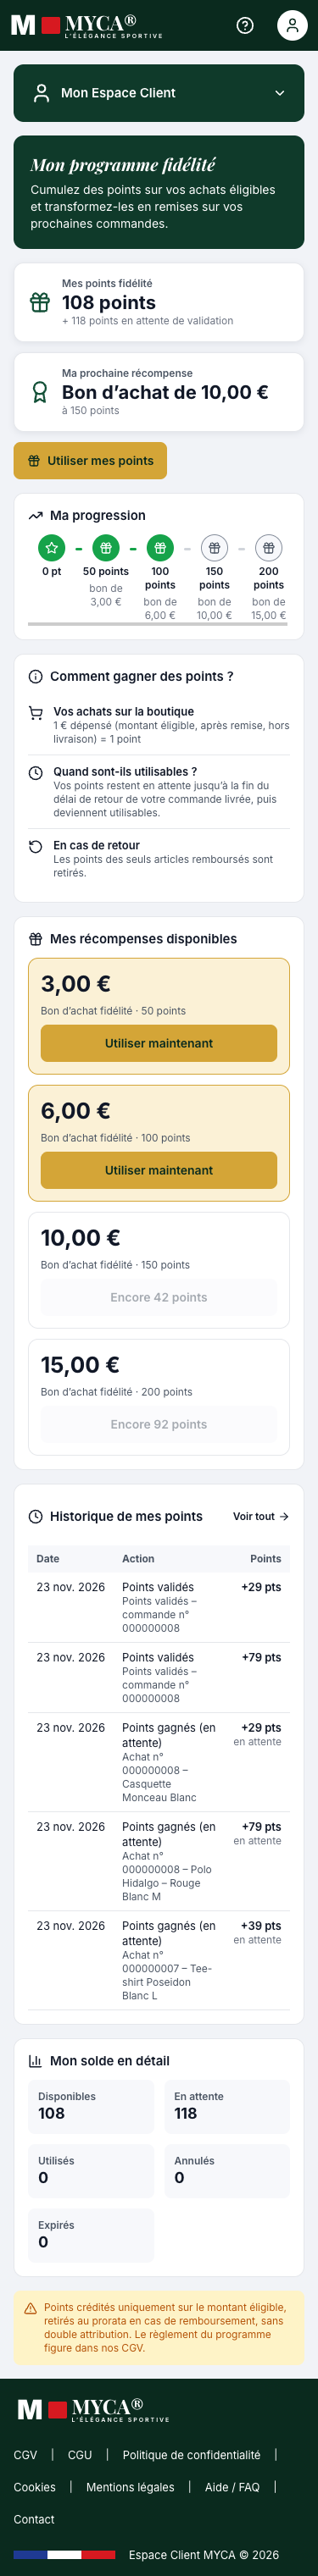 M MYCA®
L'ÉLÉGANCE SPORTIVE
Mon Espace Client
Mon programme fidélité
Cumulez des points sur vos achats éligibles
et transformez-les en remises sur vos
prochaines commandes.
Mes points fidélité
108 points
+ 118 points en attente de validation
Ma prochaine récompense
Bon d’achat de 10,00 €
à 150 points
Utiliser mes points
Ma progression
0 pt
50 points
bon de
3,00 €
100
points
bon de
6,00 €
150
points
bon de
10,00 €
200
points
bon de
15,00 €
Comment gagner des points ?
Vos achats sur la boutique
1 € dépensé (montant éligible, après remise, hors
livraison) = 1 point
Quand sont-ils utilisables ?
Vos points restent en attente jusqu’à la fin du
délai de retour de votre commande livrée, puis
deviennent utilisables.
En cas de retour
Les points des seuls articles remboursés sont
retirés.
Mes récompenses disponibles
3,00 €
Bon d’achat fidélité · 50 points
Utiliser maintenant
6,00 €
Bon d’achat fidélité · 100 points
Utiliser maintenant
10,00 €
Bon d’achat fidélité · 150 points
Encore 42 points
15,00 €
Bon d’achat fidélité · 200 points
Encore 92 points
Historique de mes points
Voir tout →
Date Action Points
23 nov. 2026 Points validés +29 pts
Points validés –
commande n°
000000008
23 nov. 2026 Points validés +79 pts
Points validés –
commande n°
000000008
23 nov. 2026 Points gagnés (en +29 pts
attente) en attente
Achat n°
000000008 –
Casquette
Monceau Blanc
23 nov. 2026 Points gagnés (en +79 pts
attente) en attente
Achat n°
000000008 – Polo
Hidalgo – Rouge
Blanc M
23 nov. 2026 Points gagnés (en +39 pts
attente) en attente
Achat n°
000000007 – Tee-
shirt Poseidon
Blanc L
Mon solde en détail
Disponibles
108
En attente
118
Utilisés
0
Annulés
0
Expirés
0
Points crédités uniquement sur le montant éligible,
retirés au prorata en cas de remboursement, sans
double attribution. Le règlement du programme
figure dans nos CGV.
M MYCA®
L'ÉLÉGANCE SPORTIVE
CGV | CGU | Politique de confidentialité |
Cookies | Mentions légales | Aide / FAQ |
Contact
Espace Client MYCA © 2026